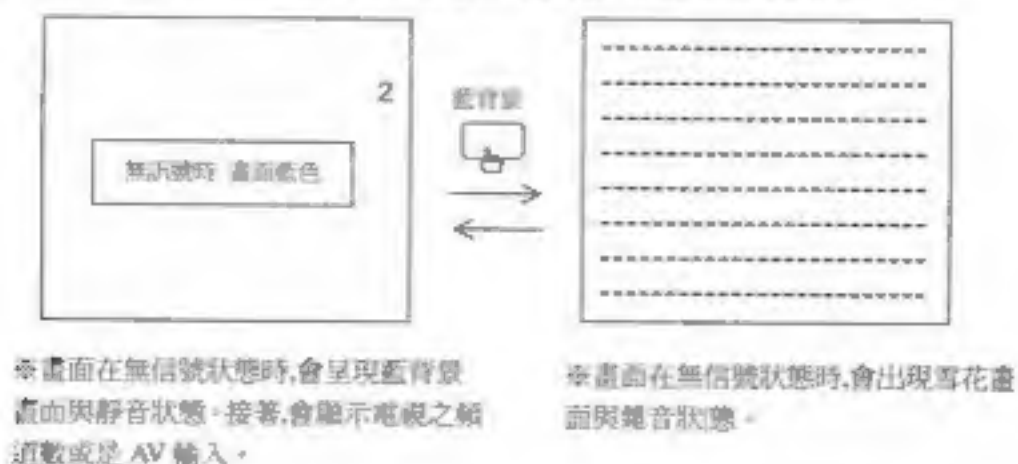 2
藍背景
無訊號時 畫面藍色
※畫面在無信號狀態時,會呈現藍背景
畫面與靜音狀態。接著,會顯示電視之頻
道數或是 AV 輸入。
※畫面在無信號狀態時,會出現雪花畫
面與雜音狀態。